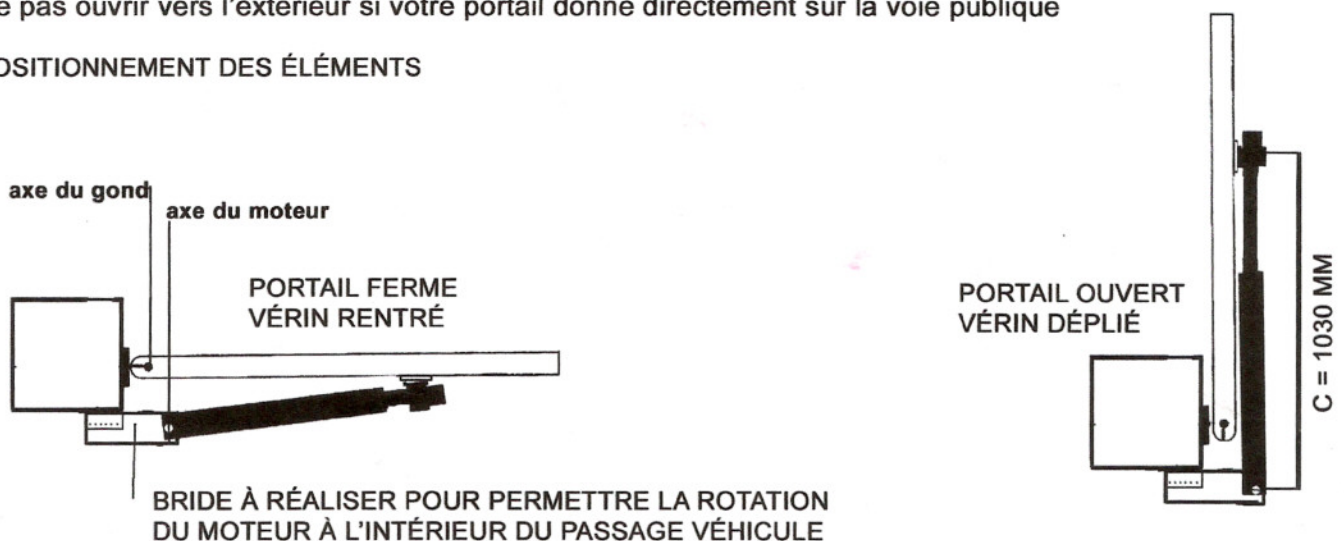 pas ouvrir vers l'extérieur si votre portail donne directement sur la voie publique
axe du gond
axe du moteur
PORTAIL FERME
VÉRIN RENTRÉ
PORTAIL OUVERT
VÉRIN DÉPLIÉ
C = 1030 MM
BRIDE À RÉALISER POUR PERMETTRE LA ROTATION
DU MOTEUR À L'INTÉRIEUR DU PASSAGE VÉHICULE
DES ÉLÉMENTS